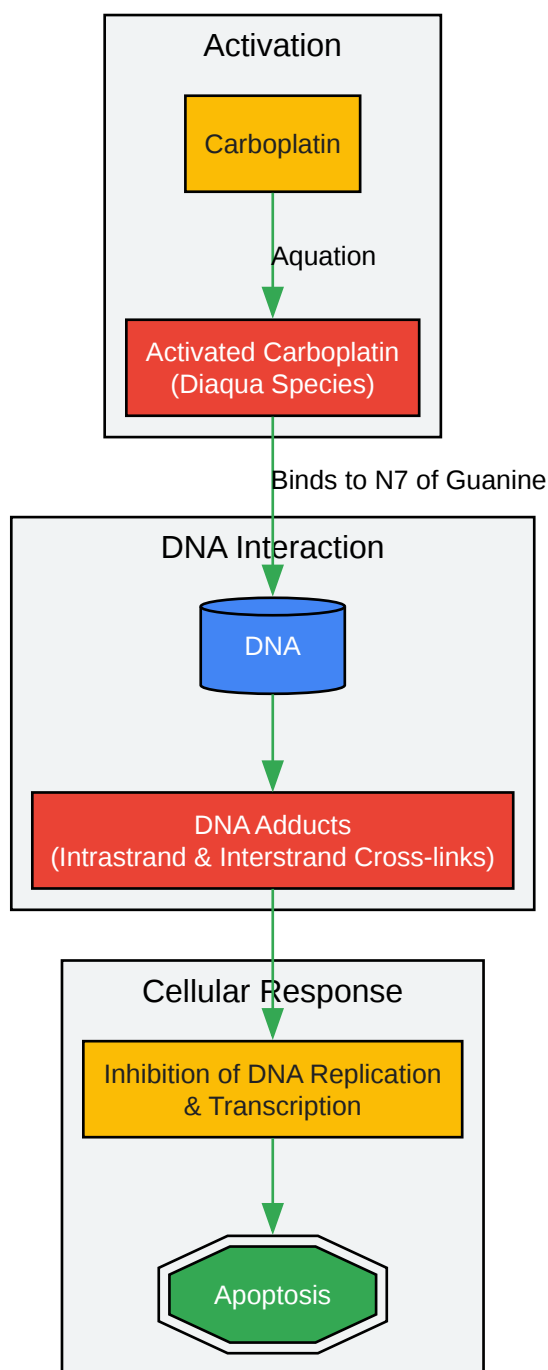 Activation
Carboplatin
Aquation
Activated Carboplatin
(Diaqua Species)
Binds to N7 of Guanine
DNA Interaction
DNA
DNA Adducts
(Intrastrand & Interstrand Cross-links)
Cellular Response
Inhibition of DNA Replication
& Transcription
Apoptosis